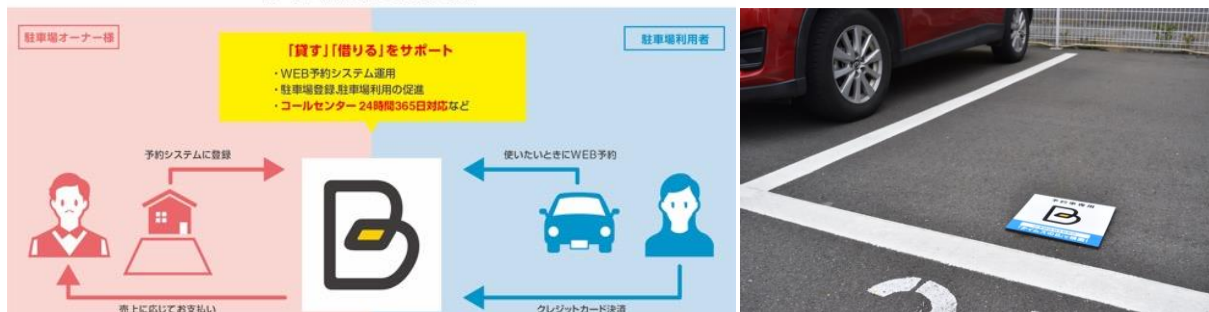 駐車場オーナー様
「貸す」「借りる」をサポート
・WEB予約システム運用
・駐車場登録、駐車場利用の促進
・コールセンター 24時間365日対応など
駐車場利用者
予約システムに登録
使いたいときにWEB予約
B
売上に応じてお支払い
クレジットカード決済
予約車専用
B